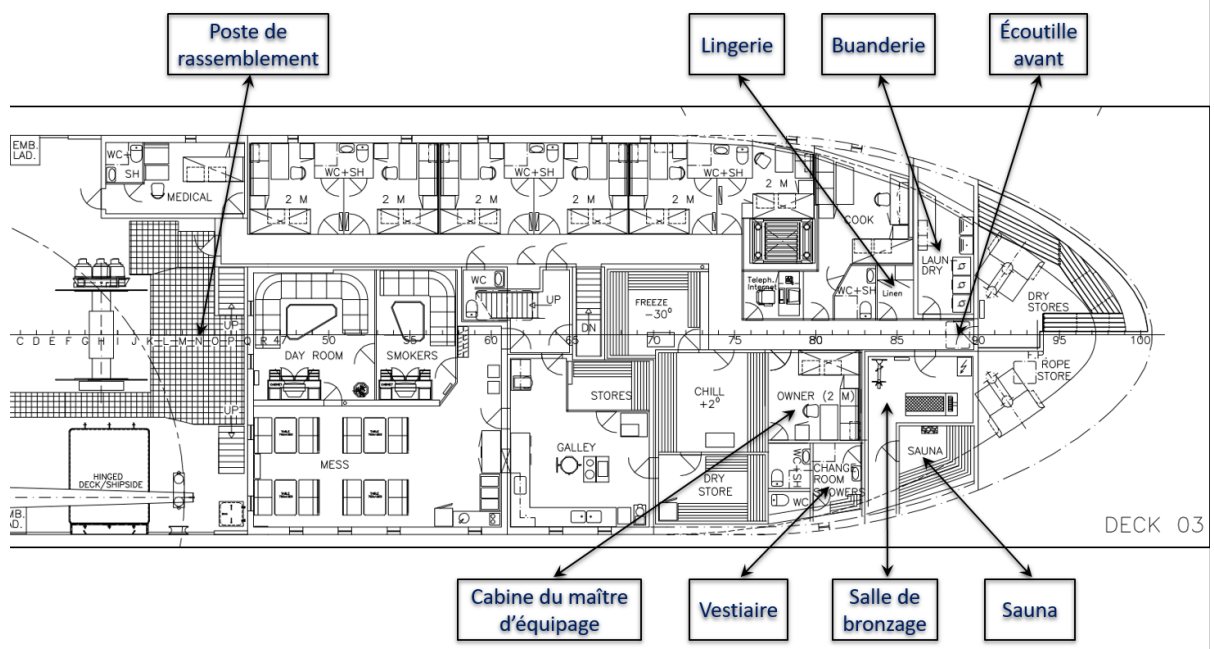 Poste de
rassemblement
Lingerie
Buanderie
Écoutille
avant
EMB.
LAD.
WC+
SH
MEDICAL
2 M
WC+SH
2 M
2 M
WC+SH
2 M
2 M
WC+SH
2 M
COOK
LAUN
DRY
DRY
STORES
Teleph.
Internet
WC+SH
Linen
WC
UP
DN
FREEZE
-30°
UP
C D E F G H I J K L M N O P Q R 47 50 55 60 65 70 75 80 85 90 95 100
DAY ROOM
SMOKERS
ROPE
STORE
UP
STORES
CHILL
+2°
OWNER (2 M)
GALLEY
MESS
DRY
STORE
WC+SH
WC
CHANGE
ROOM
SHOWERS
SAUNA
HINGED
DECK/SHIPSIDE
EMB.
LAD.
DECK 03
Cabine du maître
d'équipage
Vestiaire
Salle de
bronzage
Sauna